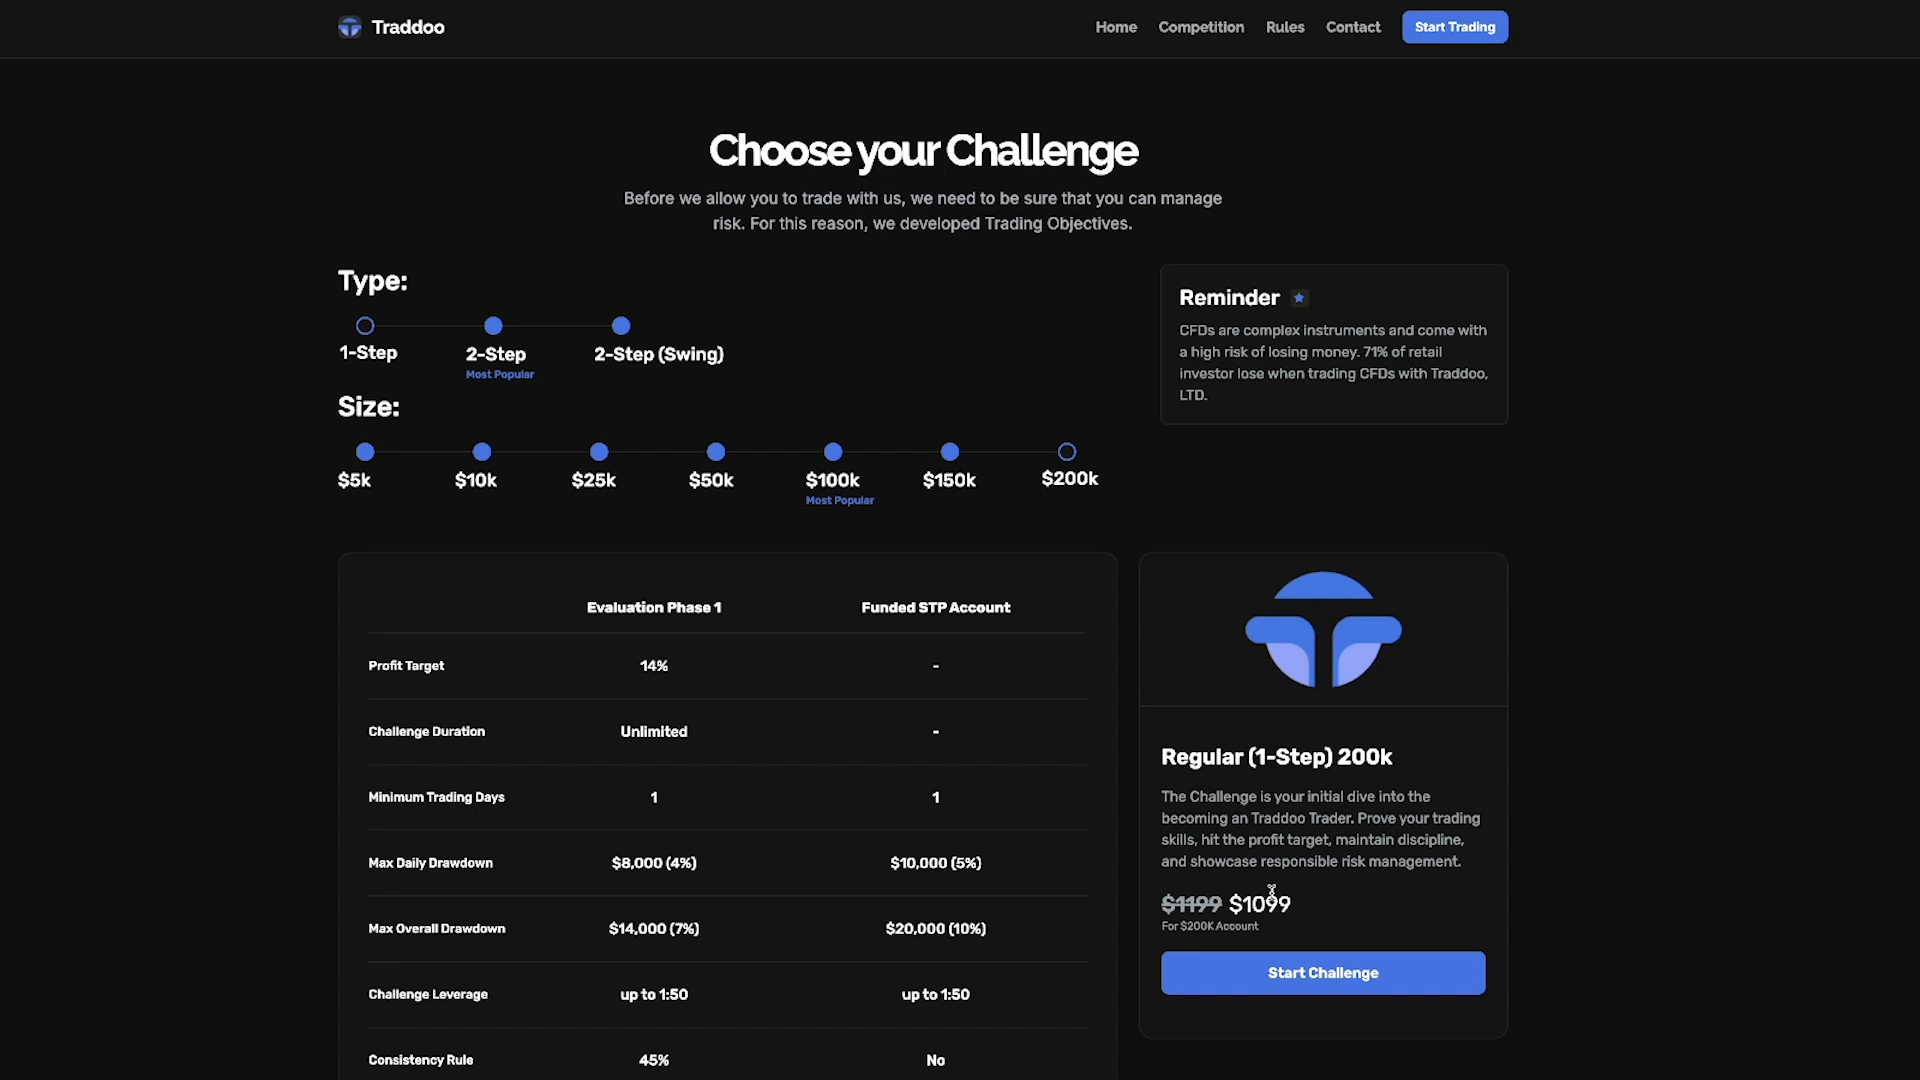 Traddoo
Home Competition Rules Contact Start Trading
Choose your Challenge
Before we allow you to trade with us, we need to be sure that you can manage
risk. For this reason, we developed Trading Objectives.
Type:
1-Step 2-Step 2-Step (Swing)
Most Popular
Reminder
CFDs are complex instruments and come with
a high risk of losing money. 71% of retail
investor lose when trading CFDs with Traddoo,
LTD.
Size:
$5k $10k $25k $50k $100k $150k $200k
Most Popular
Evaluation Phase 1 Funded STP Account
Profit Target 14% -
Challenge Duration Unlimited -
Minimum Trading Days 1 1
Max Daily Drawdown $8,000 (4%) $10,000 (5%)
Max Overall Drawdown $14,000 (7%) $20,000 (10%)
Challenge Leverage up to 1:50 up to 1:50
Consistency Rule 45% No
Regular (1-Step) 200k
The Challenge is your initial dive into the
becoming an Traddoo Trader. Prove your trading
skills, hit the profit target, maintain discipline,
and showcase responsible risk management.
$1199 $1099
For $200K Account
Start Challenge